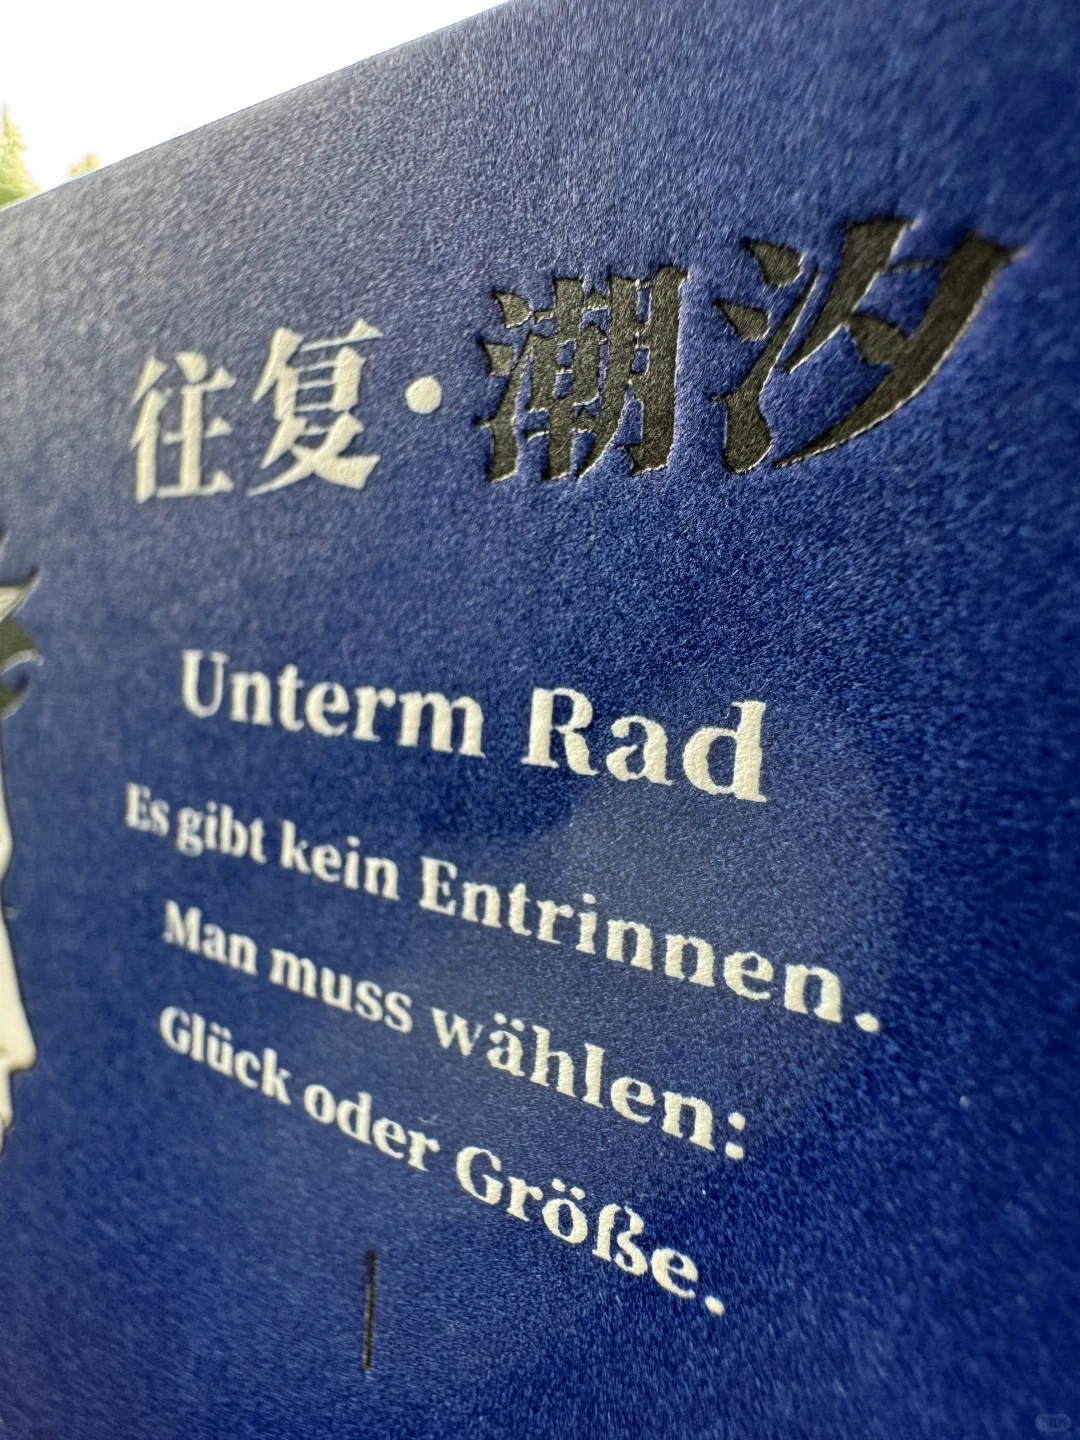 往复·潮汐
Unterm Rad
Es gibt kein Entrinnen.
Man muss wählen:
Glück oder Größe.